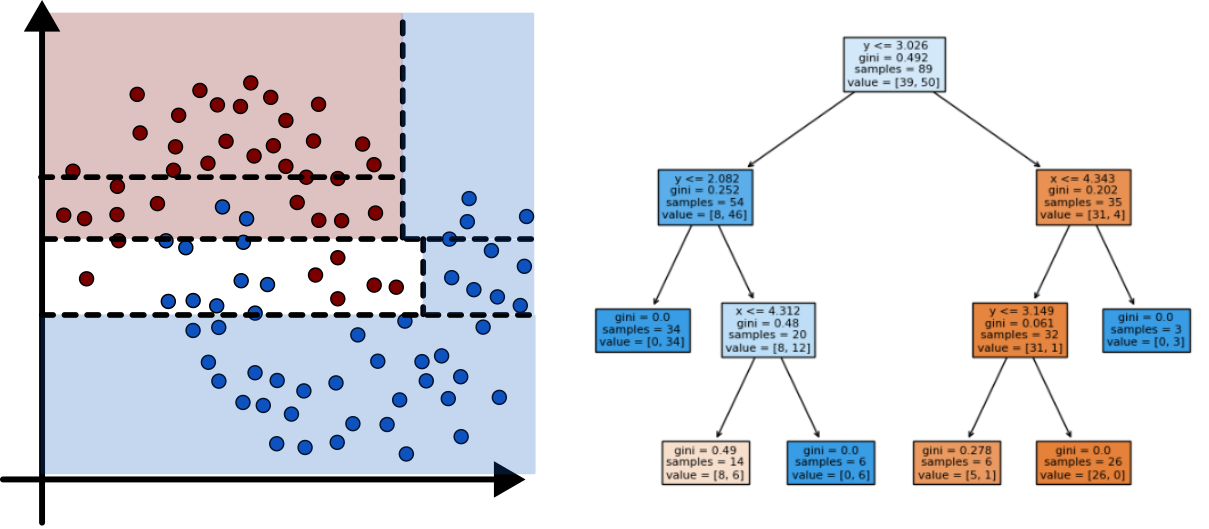 y <= 3.026
gini = 0.492
samples = 89
value = [39, 50]
y <= 2.082
gini = 0.252
samples = 54
value = [8, 46]
x <= 4.343
gini = 0.202
samples = 35
value = [31, 4]
gini = 0.0
samples = 34
value = [0, 34]
x <= 4.312
gini = 0.48
samples = 20
value = [8, 12]
y <= 3.149
gini = 0.061
samples = 32
value = [31, 1]
gini = 0.0
samples = 3
value = [0, 3]
gini = 0.49
samples = 14
value = [8, 6]
gini = 0.0
samples = 6
value = [0, 6]
gini = 0.278
samples = 6
value = [5, 1]
gini = 0.0
samples = 26
value = [26, 0]